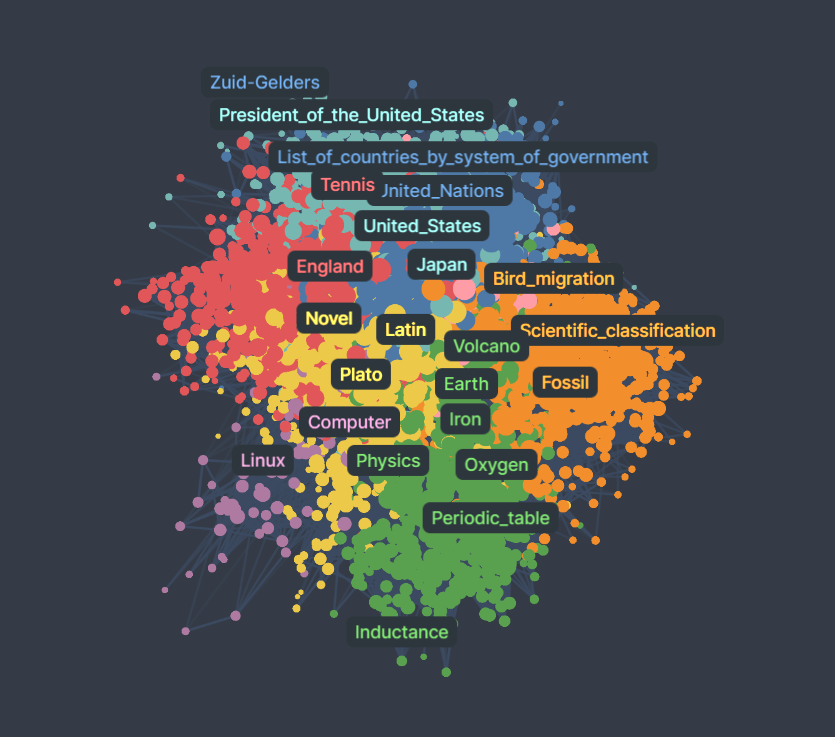 Zuid-Gelders
President_of_the_United_States
List_of_countries_by_system_of_government
Tennis
United_Nations
United_States
England
Japan
Bird_migration
Novel
Latin
Scientific_classification
Volcano
Plato
Earth
Fossil
Computer
Iron
Linux
Physics
Oxygen
Periodic_table
Inductance